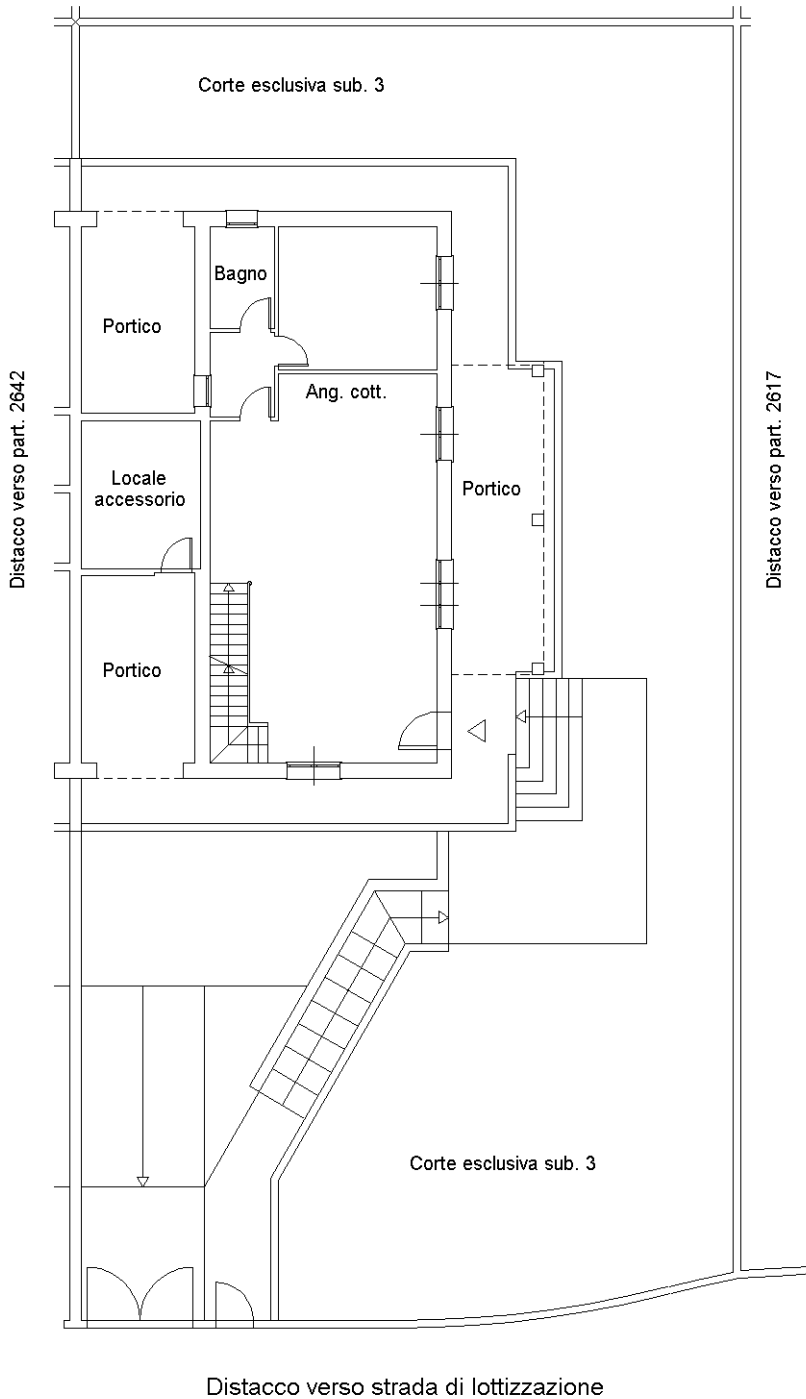 Corte esclusiva sub. 3
Bagno
Portico
Distacco verso part. 2642
Distacco verso part. 2617
Ang. cott.
Locale
accessorio
Portico
Portico
Corte esclusiva sub. 3
Distacco verso strada di lottizzazione